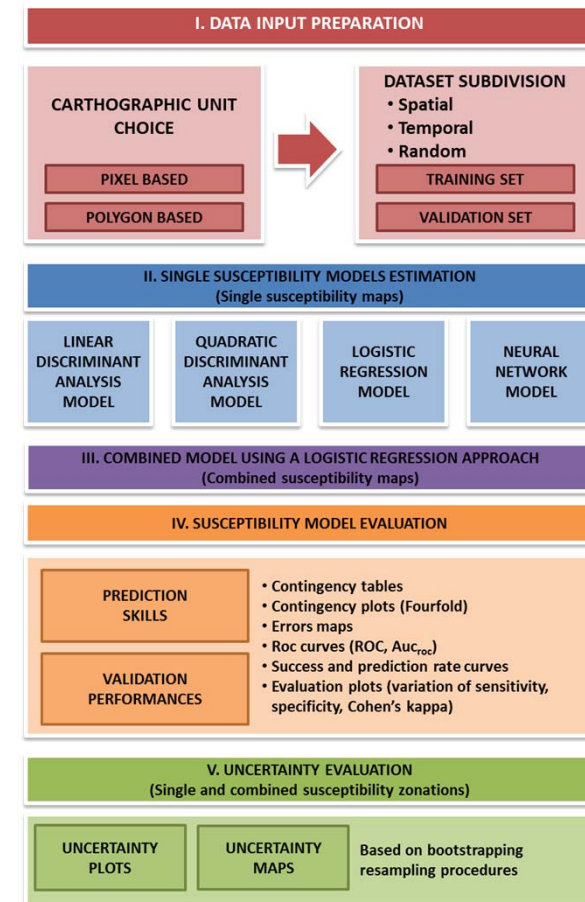 I. DATA INPUT PREPARATION
CARTHOGRAPHIC UNIT
CHOICE
PIXEL BASED
POLYGON BASED
DATASET SUBDIVISION
• Spatial
• Temporal
• Random
TRAINING SET
VALIDATION SET
II. SINGLE SUSCEPTIBILITY MODELS ESTIMATION
(Single susceptibility maps)
LINEAR
DISCRIMINANT
ANALYSIS
MODEL
QUADRATIC
DISCRIMINANT
ANALYSIS
MODEL
LOGISTIC
REGRESSION
MODEL
NEURAL
NETWORK
MODEL
III. COMBINED MODEL USING A LOGISTIC REGRESSION APPROACH
(Combined susceptibility maps)
IV. SUSCEPTIBILITY MODEL EVALUATION
PREDICTION
SKILLS
VALIDATION
PERFORMANCES
• Contingency tables
• Contingency plots (Fourfold)
• Errors maps
• Roc curves (ROC, Aucroc)
• Success and prediction rate curves
• Evaluation plots (variation of sensitivity,
specificity, Cohen's kappa)
V. UNCERTAINTY EVALUATION
(Single and combined susceptibility zonations)
UNCERTAINTY
PLOTS
UNCERTAINTY
MAPS
Based on bootstrapping
resampling procedures